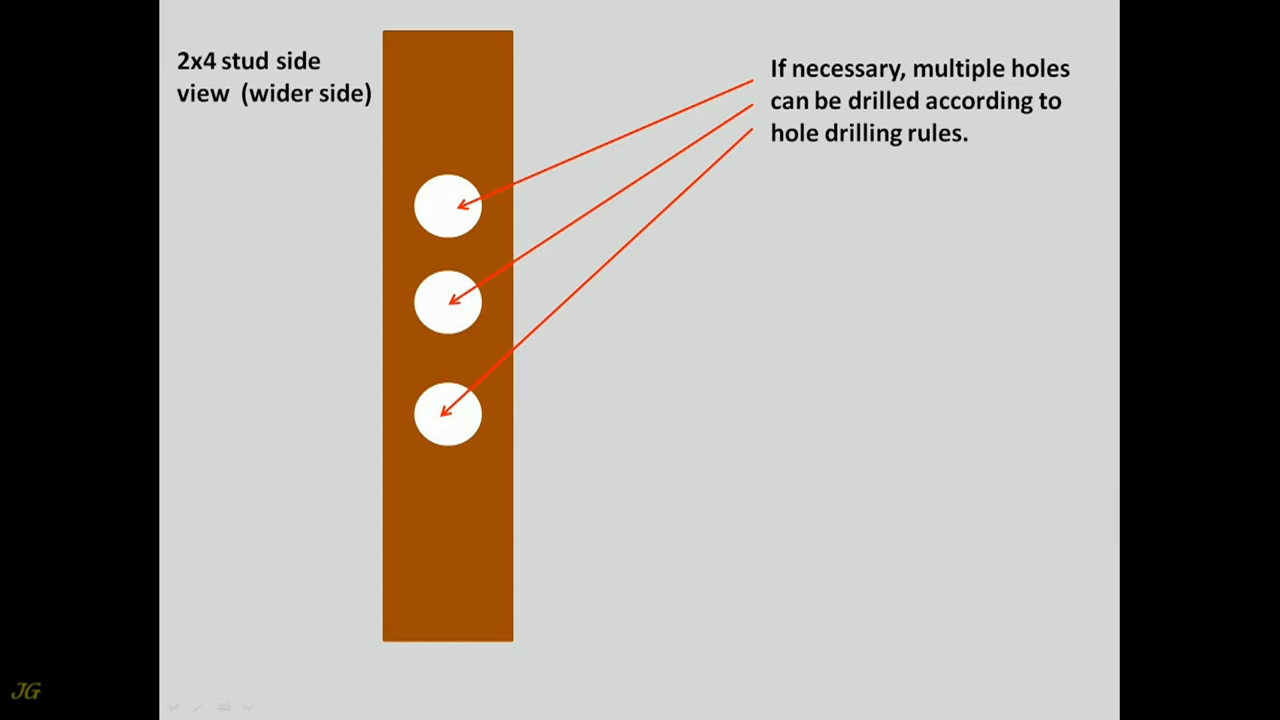 2x4 stud side
view (wider side)
If necessary, multiple holes
can be drilled according to
hole drilling rules.
JG